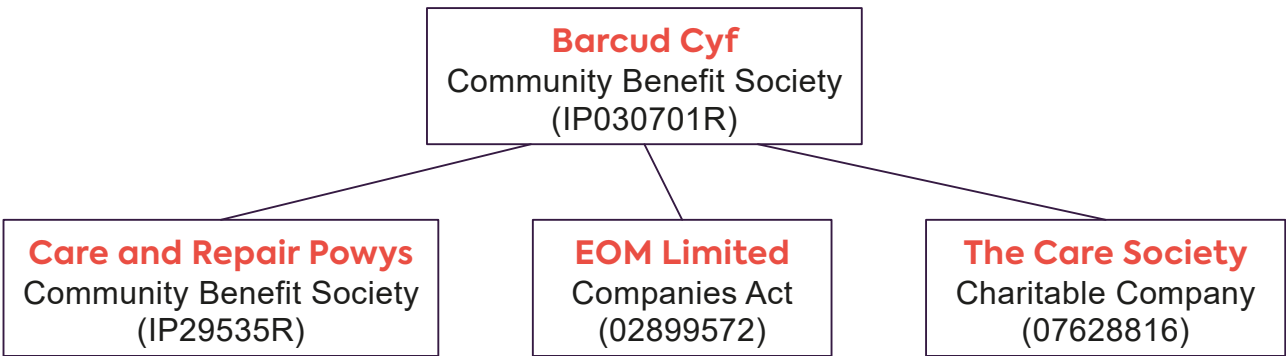 Barcud Cyf
Community Benefit Society
(IP030701R)
Care and Repair Powys
Community Benefit Society
(IP29535R)
EOM Limited
Companies Act
(02899572)
The Care Society
Charitable Company
(07628816)